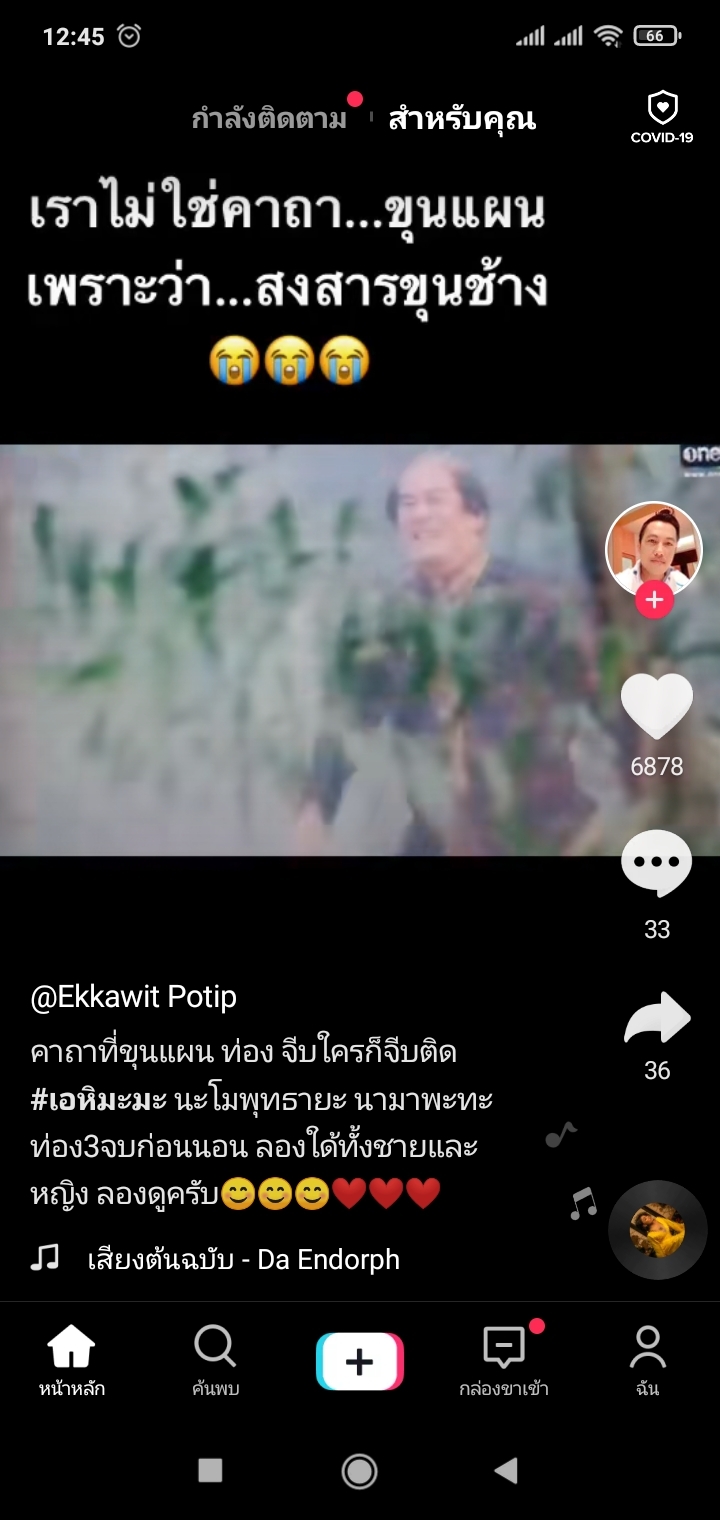 12:45
66
กำลังติดตาม
สำหรับคุณ
COVID-19
เราไม่ใช่คาถา...ขุนแผน
เพราะว่า...สงสารขุนช้าง
😭😭😭
one
6878
33
36
@Ekkawit Potip
คาถาที่ขุนแผน ท่อง จีบใครก็จีบติด
#เอหิมะมะ นะโมพุทธายะ นามาพะทะ
ท่อง3จบก่อนนอน ลองใด้ทั้งชายและ
หญิง ลองดูครับ😊😊😊❤️❤️❤️
เสียงต้นฉบับ - Da Endorph
หน้าหลัก
ค้นพบ
กล่องขาเข้า
ฉัน